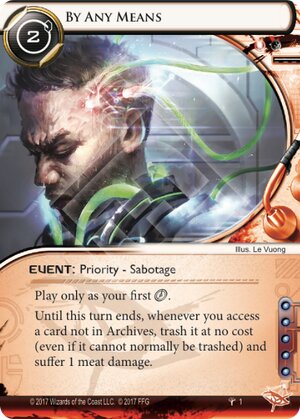 By Any Means
2
Illus. Le Vuong
EVENT: Priority - Sabotage
Play only as your first
.
Until this turn ends, whenever you access
a card not in Archives, trash it at no cost
(even if it cannot normally be trashed) and
suffer 1 meat damage.
© 2017 Wizards of the Coast LLC. © 2017 FFG
1